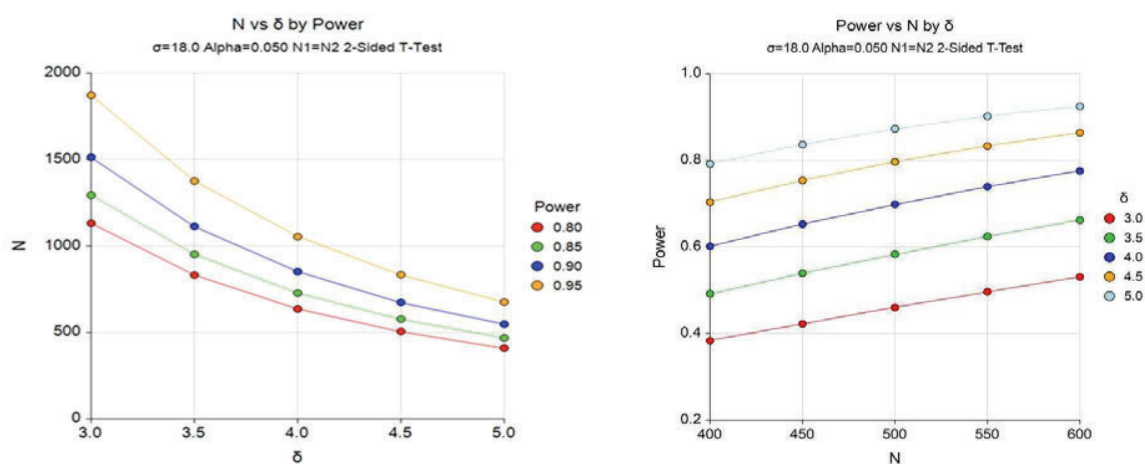 N vs δ by Power
σ=18.0 Alpha=0.050 N1=N2 2-Sided T-Test
2000
1500
1000
500
0
N
3.0 3.5 4.0 4.5 5.0
δ
Power
0.80
0.85
0.90
0.95
Power vs N by δ
σ=18.0 Alpha=0.050 N1=N2 2-Sided T-Test
1.0
0.8
0.6
0.4
0.2
Power
400 450 500 550 600
N
δ
3.0
3.5
4.0
4.5
5.0